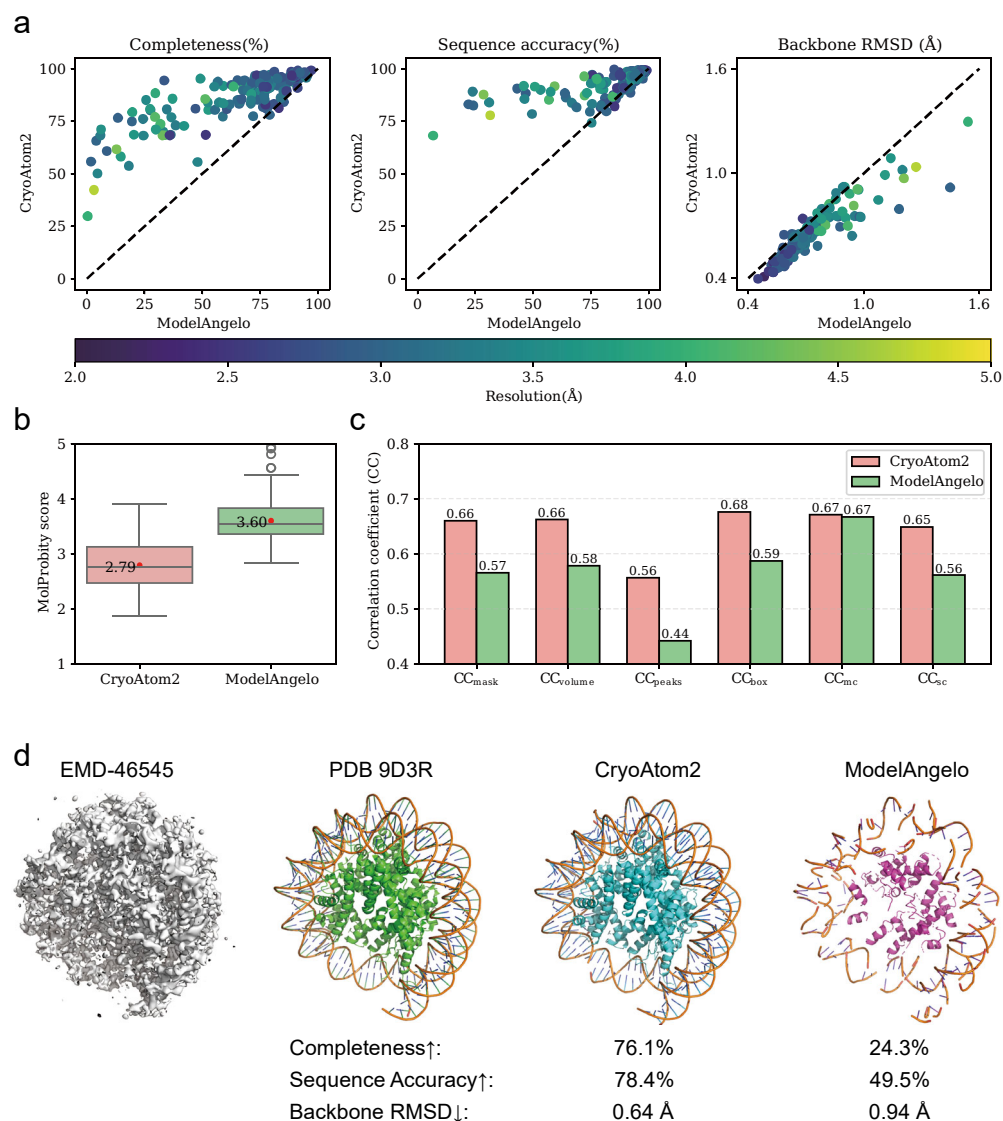 a
Completeness(%)
Sequence accuracy(%)
Backbone RMSD (Å)
100
75
50
25
0
CryoAtom2
0 25 50 75 100
ModelAngelo
100
75
50
25
0
CryoAtom2
0 25 50 75 100
ModelAngelo
1.6
1.0
0.4
CryoAtom2
0.4 1.0 1.6
ModelAngelo
2.0 2.5 3.0 3.5 4.0 4.5 5.0
Resolution(Å)
b
5
4
3
2
1
MolProbity score
2.79
3.60
CryoAtom2 ModelAngelo
c
0.8
0.7
0.6
0.5
0.4
Correlation coefficient (CC)
CryoAtom2
ModelAngelo
0.66 0.57 0.66 0.58 0.56 0.44 0.68 0.59 0.67 0.67 0.65 0.56
CCmask CCvolume CCpeaks CCbox CCmc CCsc
d
EMD-46545 PDB 9D3R CryoAtom2 ModelAngelo
Completeness↑: 76.1% 24.3%
Sequence Accuracy↑: 78.4% 49.5%
Backbone RMSD↓: 0.64 Å 0.94 Å